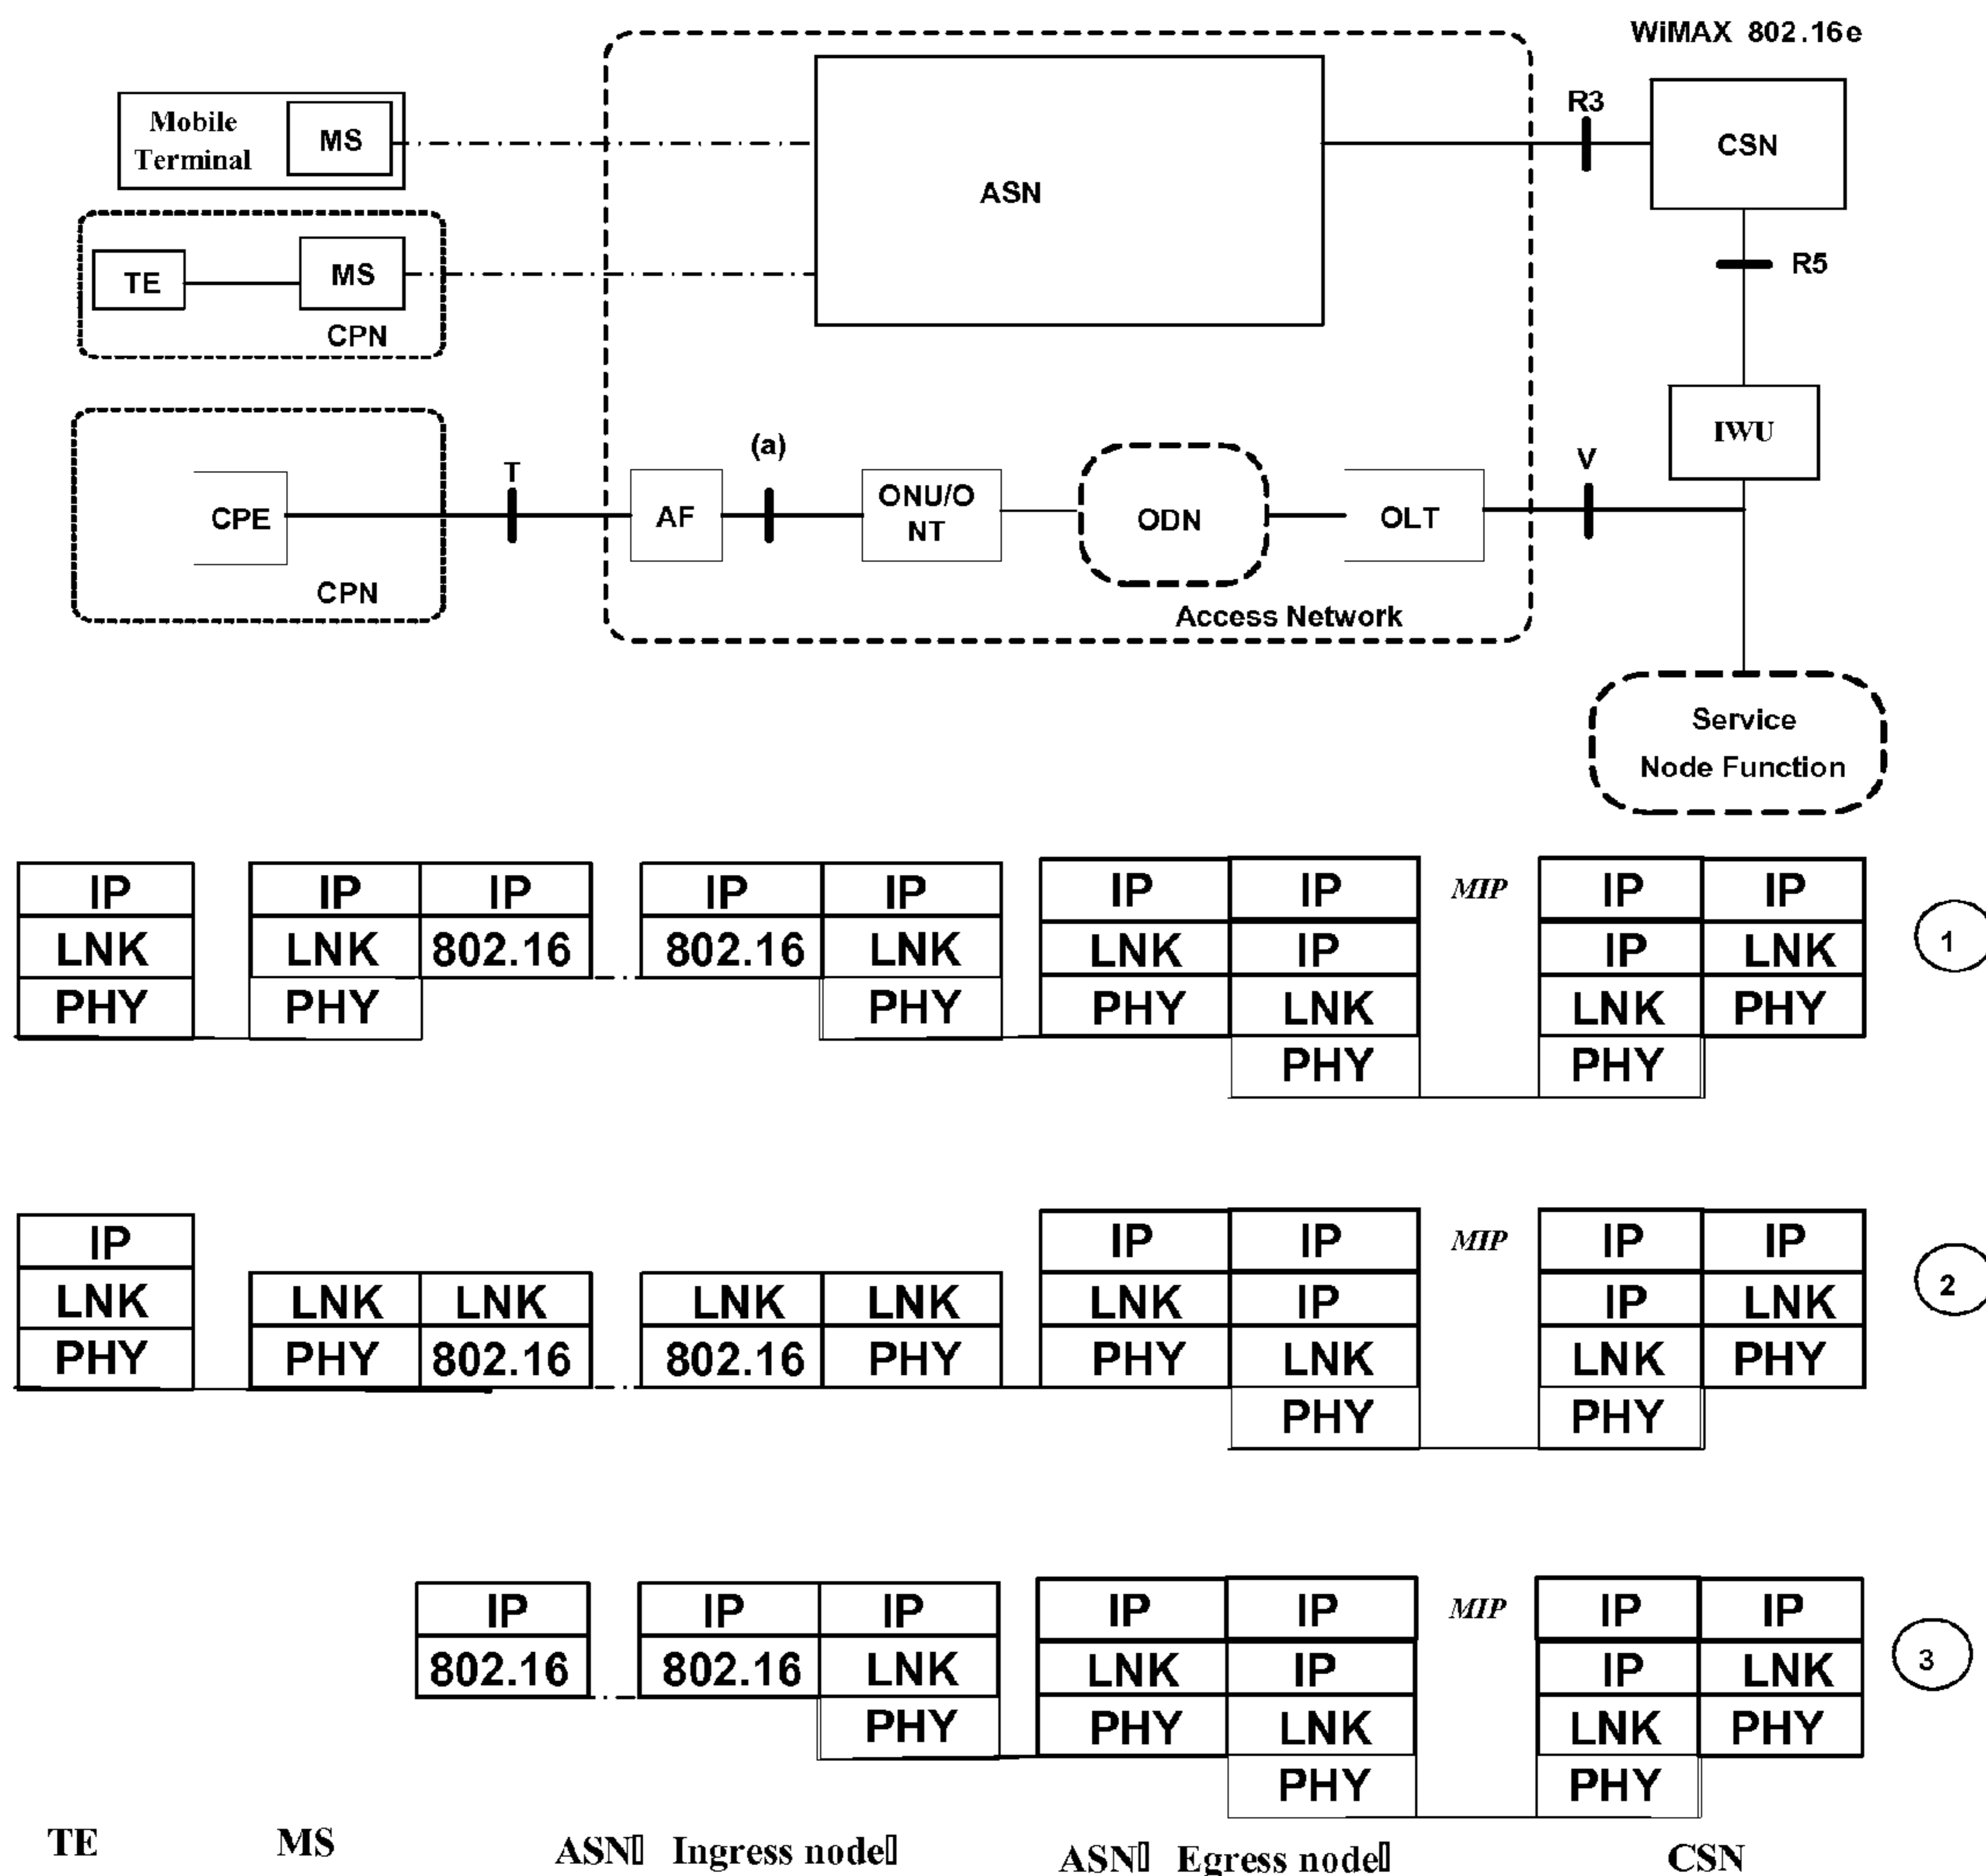 WiMAX 802.16e
Mobile
Terminal
MS
ASN
R3
CSN
TE
MS
CPN
R5
IWU
CPE
CPN
T
AF
(a)
ONU/O
NT
ODN
OLT
V
Access Network
Service
Node Function
IP IP IP IP IP IP IP MIP IP IP
LNK LNK 802.16 802.16 LNK LNK IP IP LNK 1
PHY PHY PHY PHY LNK LNK PHY
PHY PHY
IP IP IP MIP IP IP
LNK LNK LNK LNK LNK LNK IP IP LNK 2
PHY PHY 802.16 802.16 PHY PHY LNK LNK PHY
PHY PHY
IP IP IP IP IP MIP IP IP
802.16 802.16 LNK LNK IP IP LNK 3
PHY PHY LNK LNK PHY
PHY PHY
TE MS ASN Ingress node ASN Egress node CSN